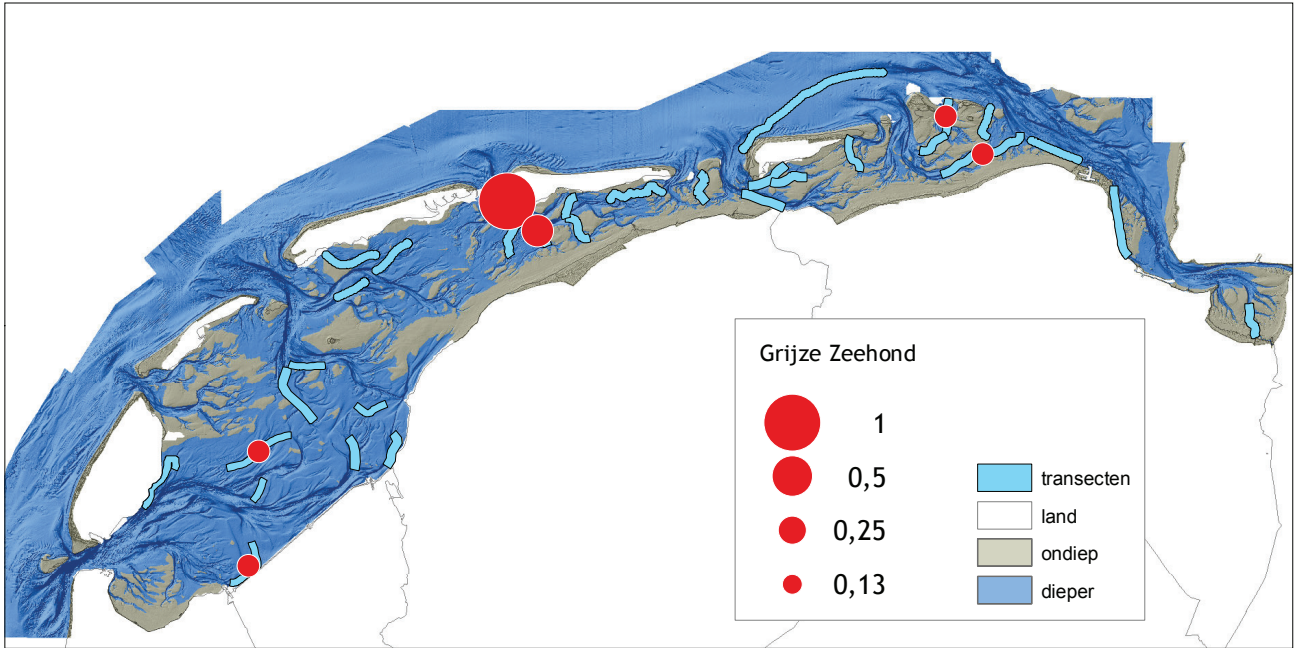 Grijze Zeehond
1
0,5
0,25
0,13
transecten
land
ondiep
dieper